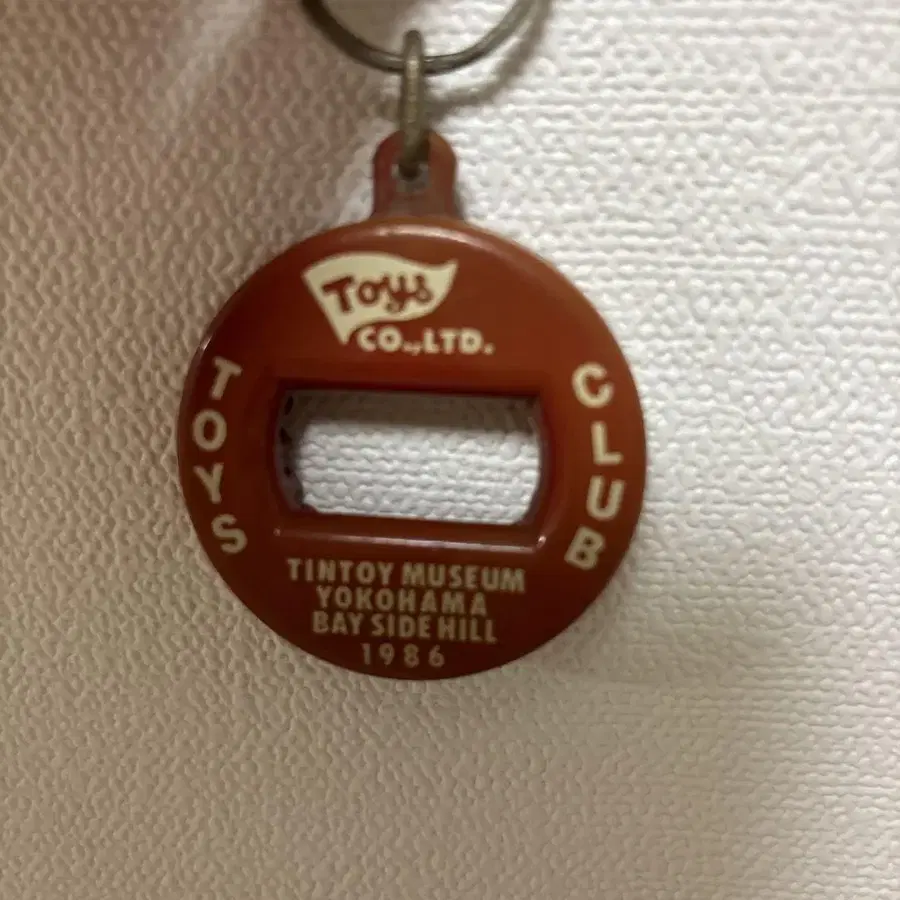 Toys
CO.,LTD.
TOYS
CLUB
TINTOY MUSEUM
YOKOHAMA
BAY SIDE HILL
1986